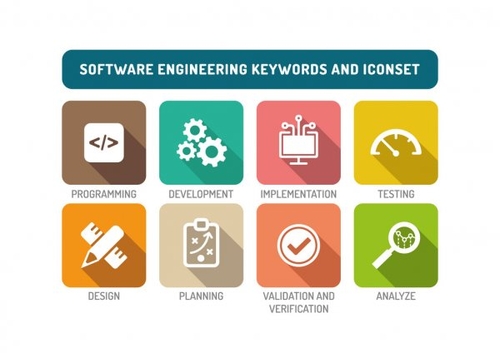 SOFTWARE ENGINEERING KEYWORDS AND ICONSET
</>
PROGRAMMING
DEVELOPMENT
IMPLEMENTATION
TESTING
DESIGN
PLANNING
VALIDATION AND
VERIFICATION
ANALYZE